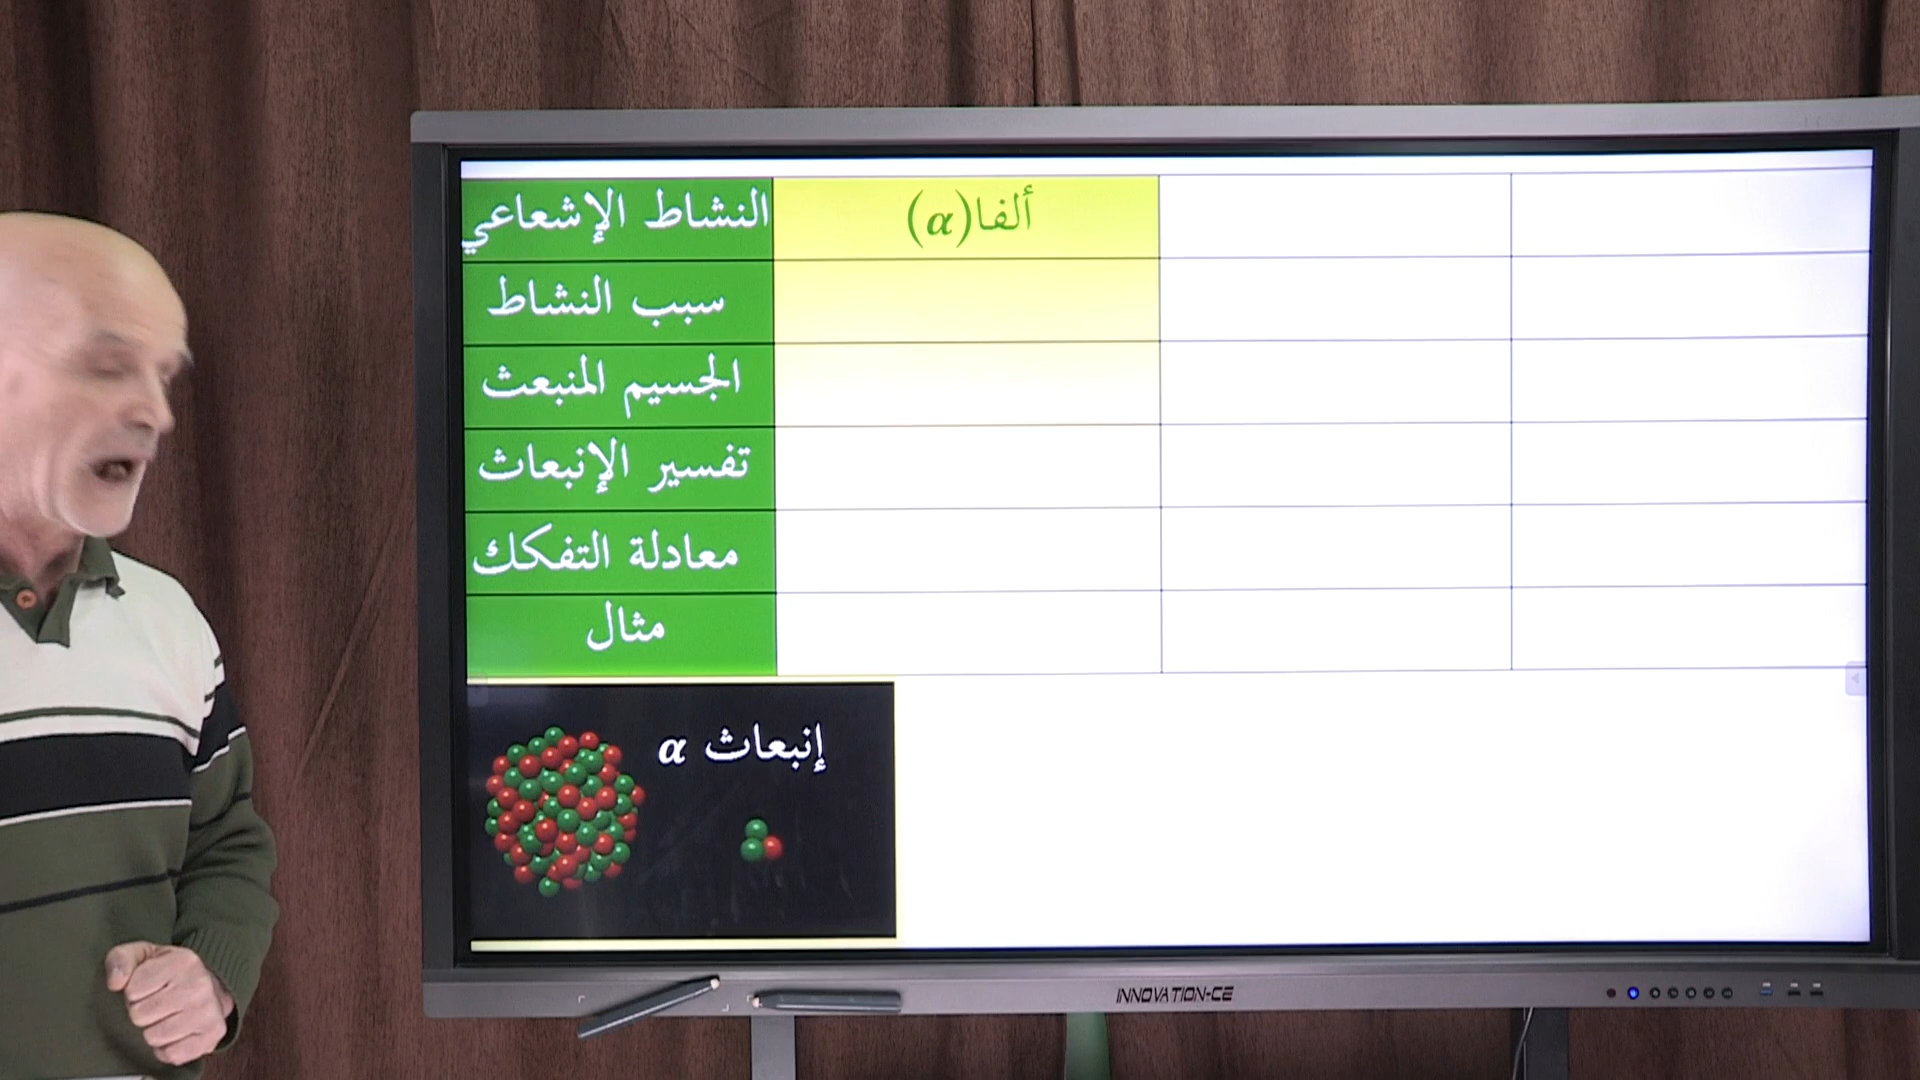 النشاط الإشعاعي
ألفا(α)
سبب النشاط
الجسيم المنبعث
تفسير الإنبعاث
معادلة التفكك
مثال
إنبعاث α
INNOVATION-CE